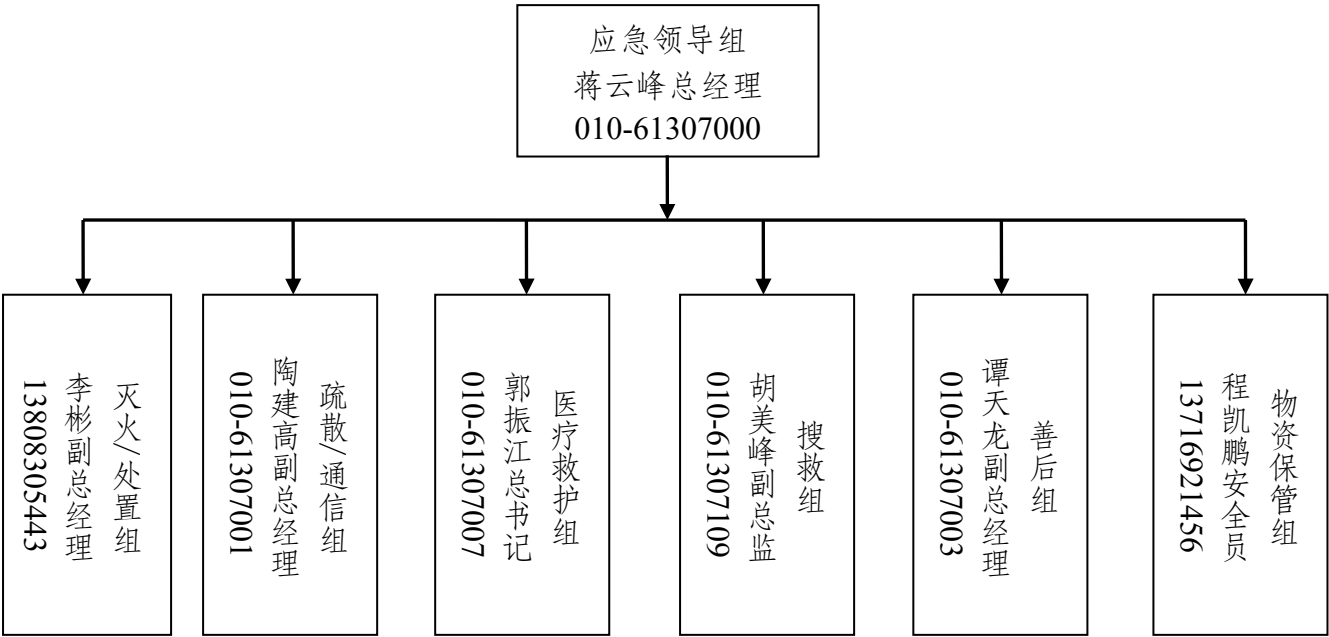 应急领导组
蒋云峰总经理
010-61307000
灭火/处置组
李彬副总经理
13808305443
疏散/通信组
陶建高副总经理
010-61307001
医疗救护组
郭振江总书记
010-61307007
搜救组
胡美峰副总监
010-61307109
善后组
谭天龙副总经理
010-61307003
物资保管组
程凯鹏安全员
13716921456